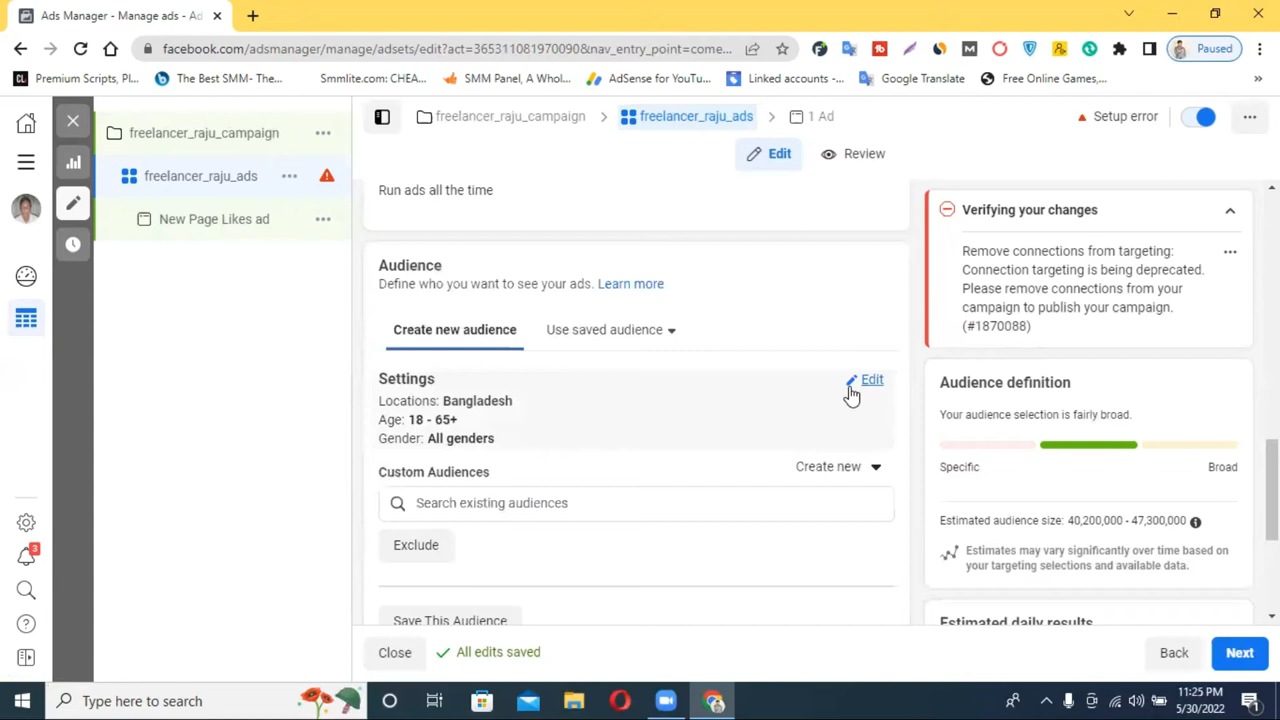 Ads Manager - Manage ads - Ad
facebook.com/adsmanager/manage/adsets/edit?act=3653110819700908&nav_entry_point=come...
Paused
Premium Scripts, Pl...
The Best SMM- The...
Smmlite.com: CHEA...
SMM Panel, A Whol...
AdSense for YouTu...
Linked accounts -...
Google Translate
Free Online Games,...
»
freelancer_raju_campaign
freelancer_raju_ads
New Page Likes ad
freelancer_raju_campaign > freelancer_raju_ads > 1 Ad
Setup error
Edit
Review
Run ads all the time
Audience
Define who you want to see your ads. Learn more
Create new audience
Use saved audience
Settings
Edit
Locations: Bangladesh
Age: 18 - 65+
Gender: All genders
Custom Audiences
Create new
Search existing audiences
Exclude
Save This Audience
Verifying your changes
Remove connections from targeting:
Connection targeting is being deprecated.
Please remove connections from your
campaign to publish your campaign.
(#1870088)
Audience definition
Your audience selection is fairly broad.
Specific
Broad
Estimated audience size: 40,200,000 - 47,300,000
Estimates may vary significantly over time based on
your targeting selections and available data.
Estimated daily results
3
Close
All edits saved
Back
Next
Type here to search
11:25 PM
5/30/2022
1